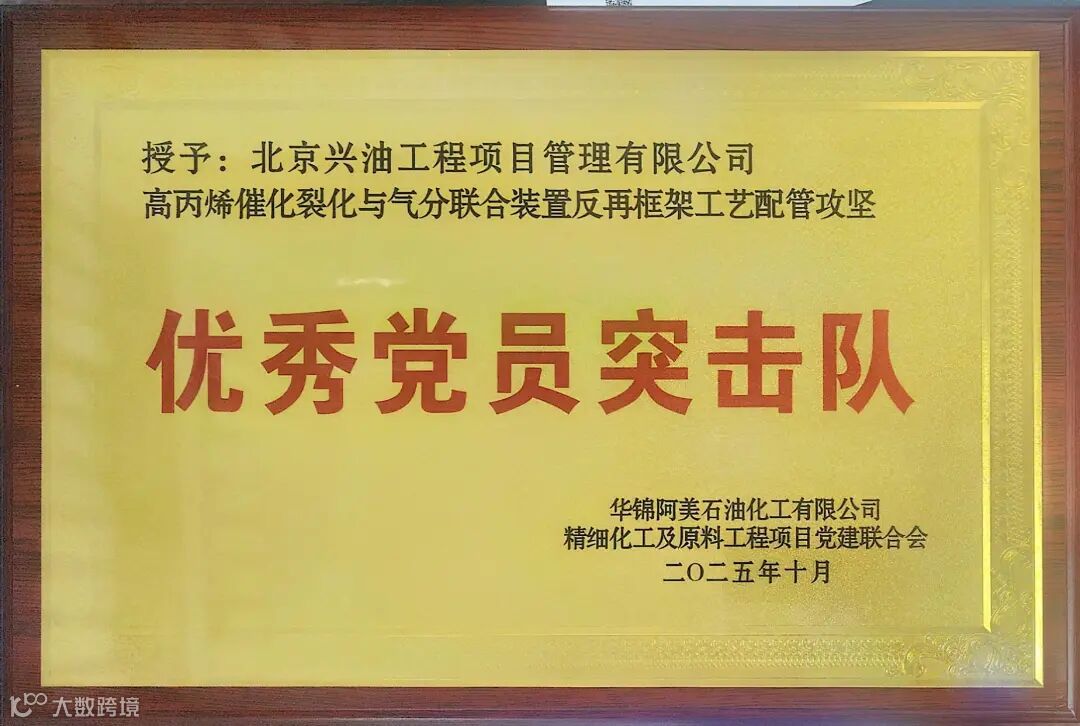 授予：北京兴油工程项目管理有限公司
高丙烯催化裂化与气分联合装置反再框架工艺配管攻坚
优秀党员突击队
华锦阿美石油化工有限公司
精细化工及原料工程项目党建联合会
二〇二五年十月
大数跨境